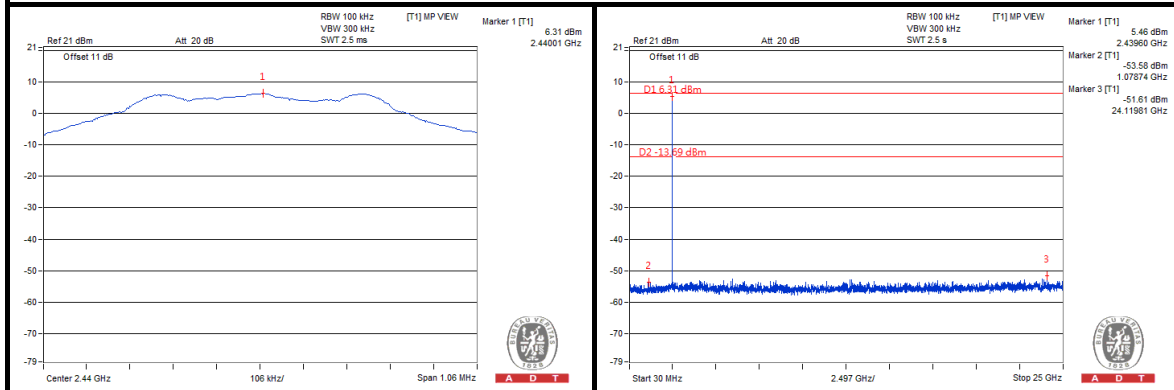 RBW 100 kHz
[T1] MP VIEW
VBW 300 kHz
Ref 21 dBm
Att 20 dB
SWT 2.5 ms
Marker 1 [T1]
6.31 dBm
2.44001 GHz
21
Offset 11 dB
1
10
0
-10
-20
-30
-40
-50
-60
-70
-79
Center 2.44 GHz
106 kHz/
Span 1.06 MHz
BUREAU VERITAS
1828
A D T
RBW 100 kHz
[T1] MP VIEW
VBW 300 kHz
Ref 21 dBm
Att 20 dB
SWT 2.5 s
Marker 1 [T1]
5.46 dBm
2.43960 GHz
Marker 2 [T1]
-53.58 dBm
1.07874 GHz
Marker 3 [T1]
-51.61 dBm
24.11981 GHz
21
Offset 11 dB
1
10
D1 6.31 dBm
0
-10
D2 -13.69 dBm
-20
-30
-40
-50
2
3
-60
-70
-79
Start 30 MHz
2.497 GHz/
Stop 25 GHz
BUREAU VERITAS
1828
A D T